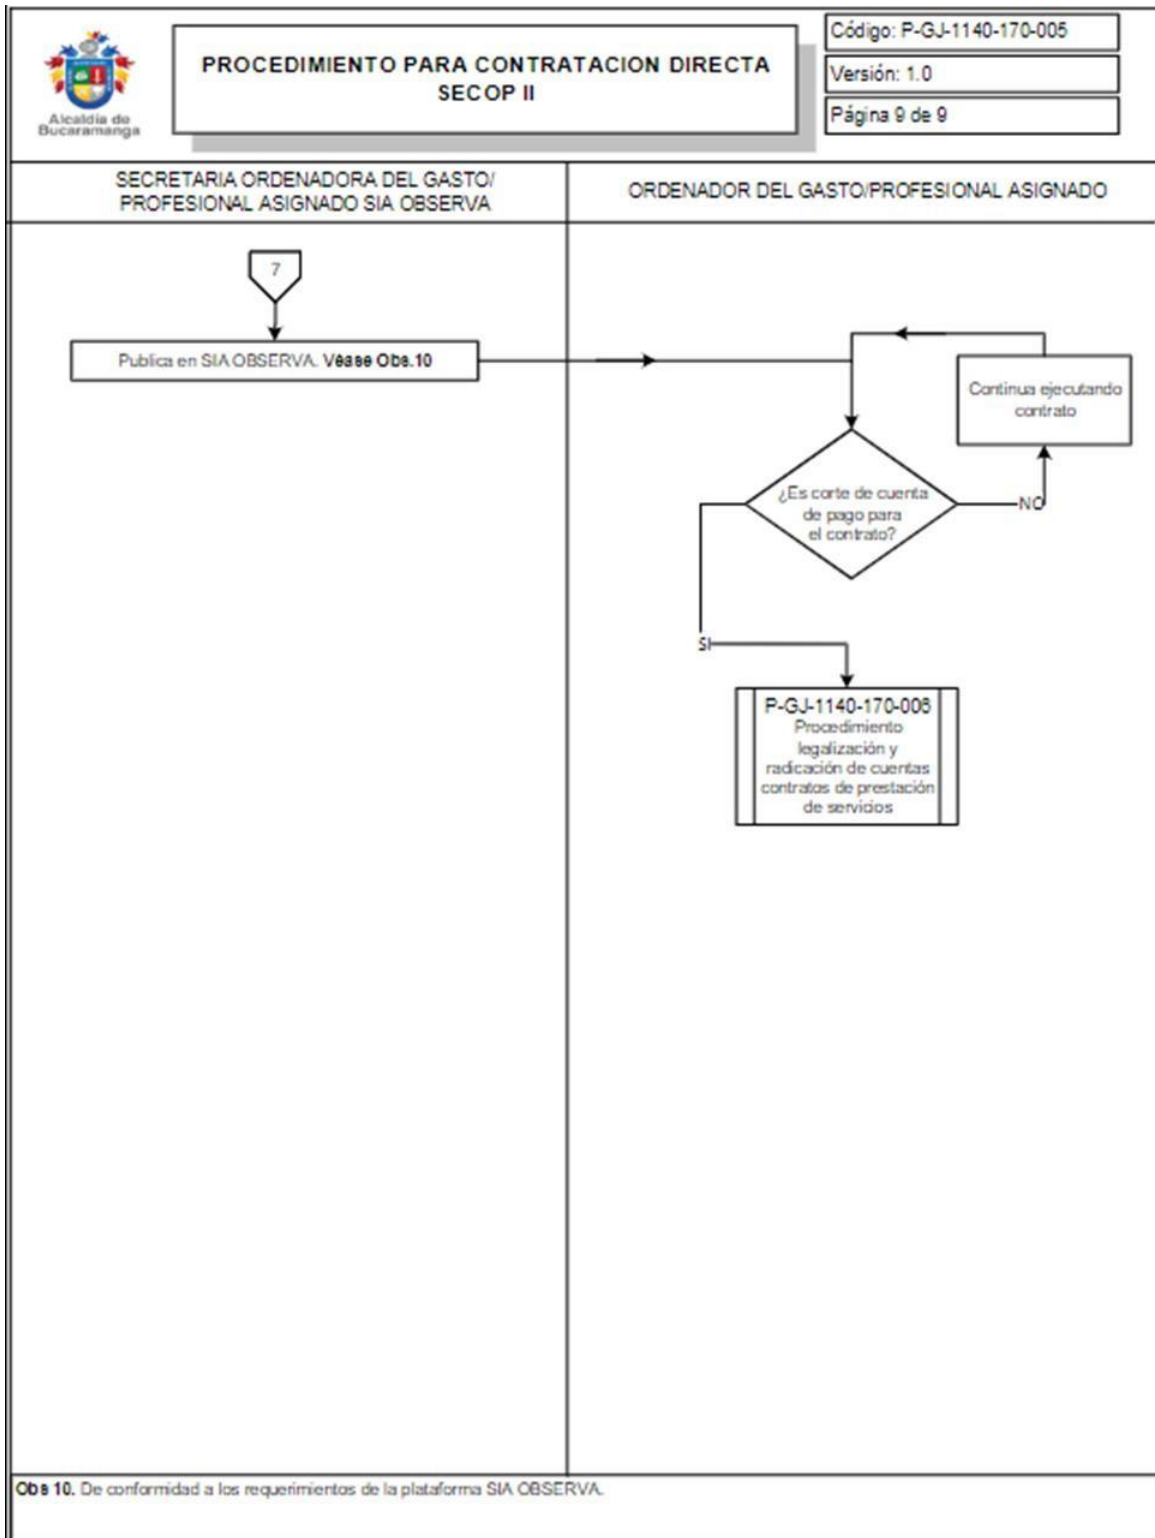 Alcaldía de
Bucaramanga
PROCEDIMIENTO PARA CONTRATACION DIRECTA
SECOP II
Código: P-GJ-1140-170-005
Versión: 1.0
Página 9 de 9
SECRETARIA ORDENADORA DEL GASTO/
PROFESIONAL ASIGNADO SIA OBSERVA
ORDENADOR DEL GASTO/PROFESIONAL ASIGNADO
7
Publica en SIA OBSERVA. Véase Obs.10
Continua ejecutando
contrato
¿Es corte de cuenta
de pago para
el contrato?
NO
SI
P-GJ-1140-170-006
Procedimiento
legalización y
radicación de cuentas
contratos de prestación
de servicios
Obs 10. De conformidad a los requerimientos de la plataforma SIA OBSERVA.